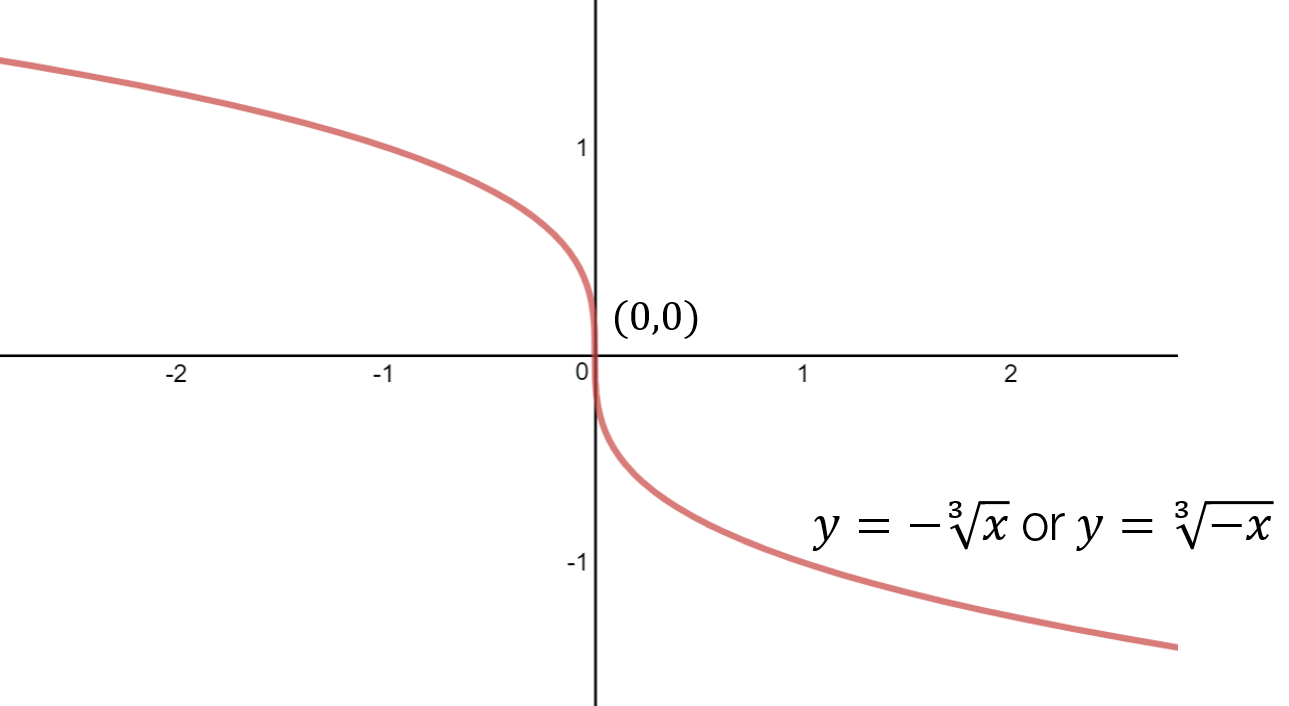 1
(0,0)
-2 -1 0 1 2
y = −∛x or y = ∛−x
-1